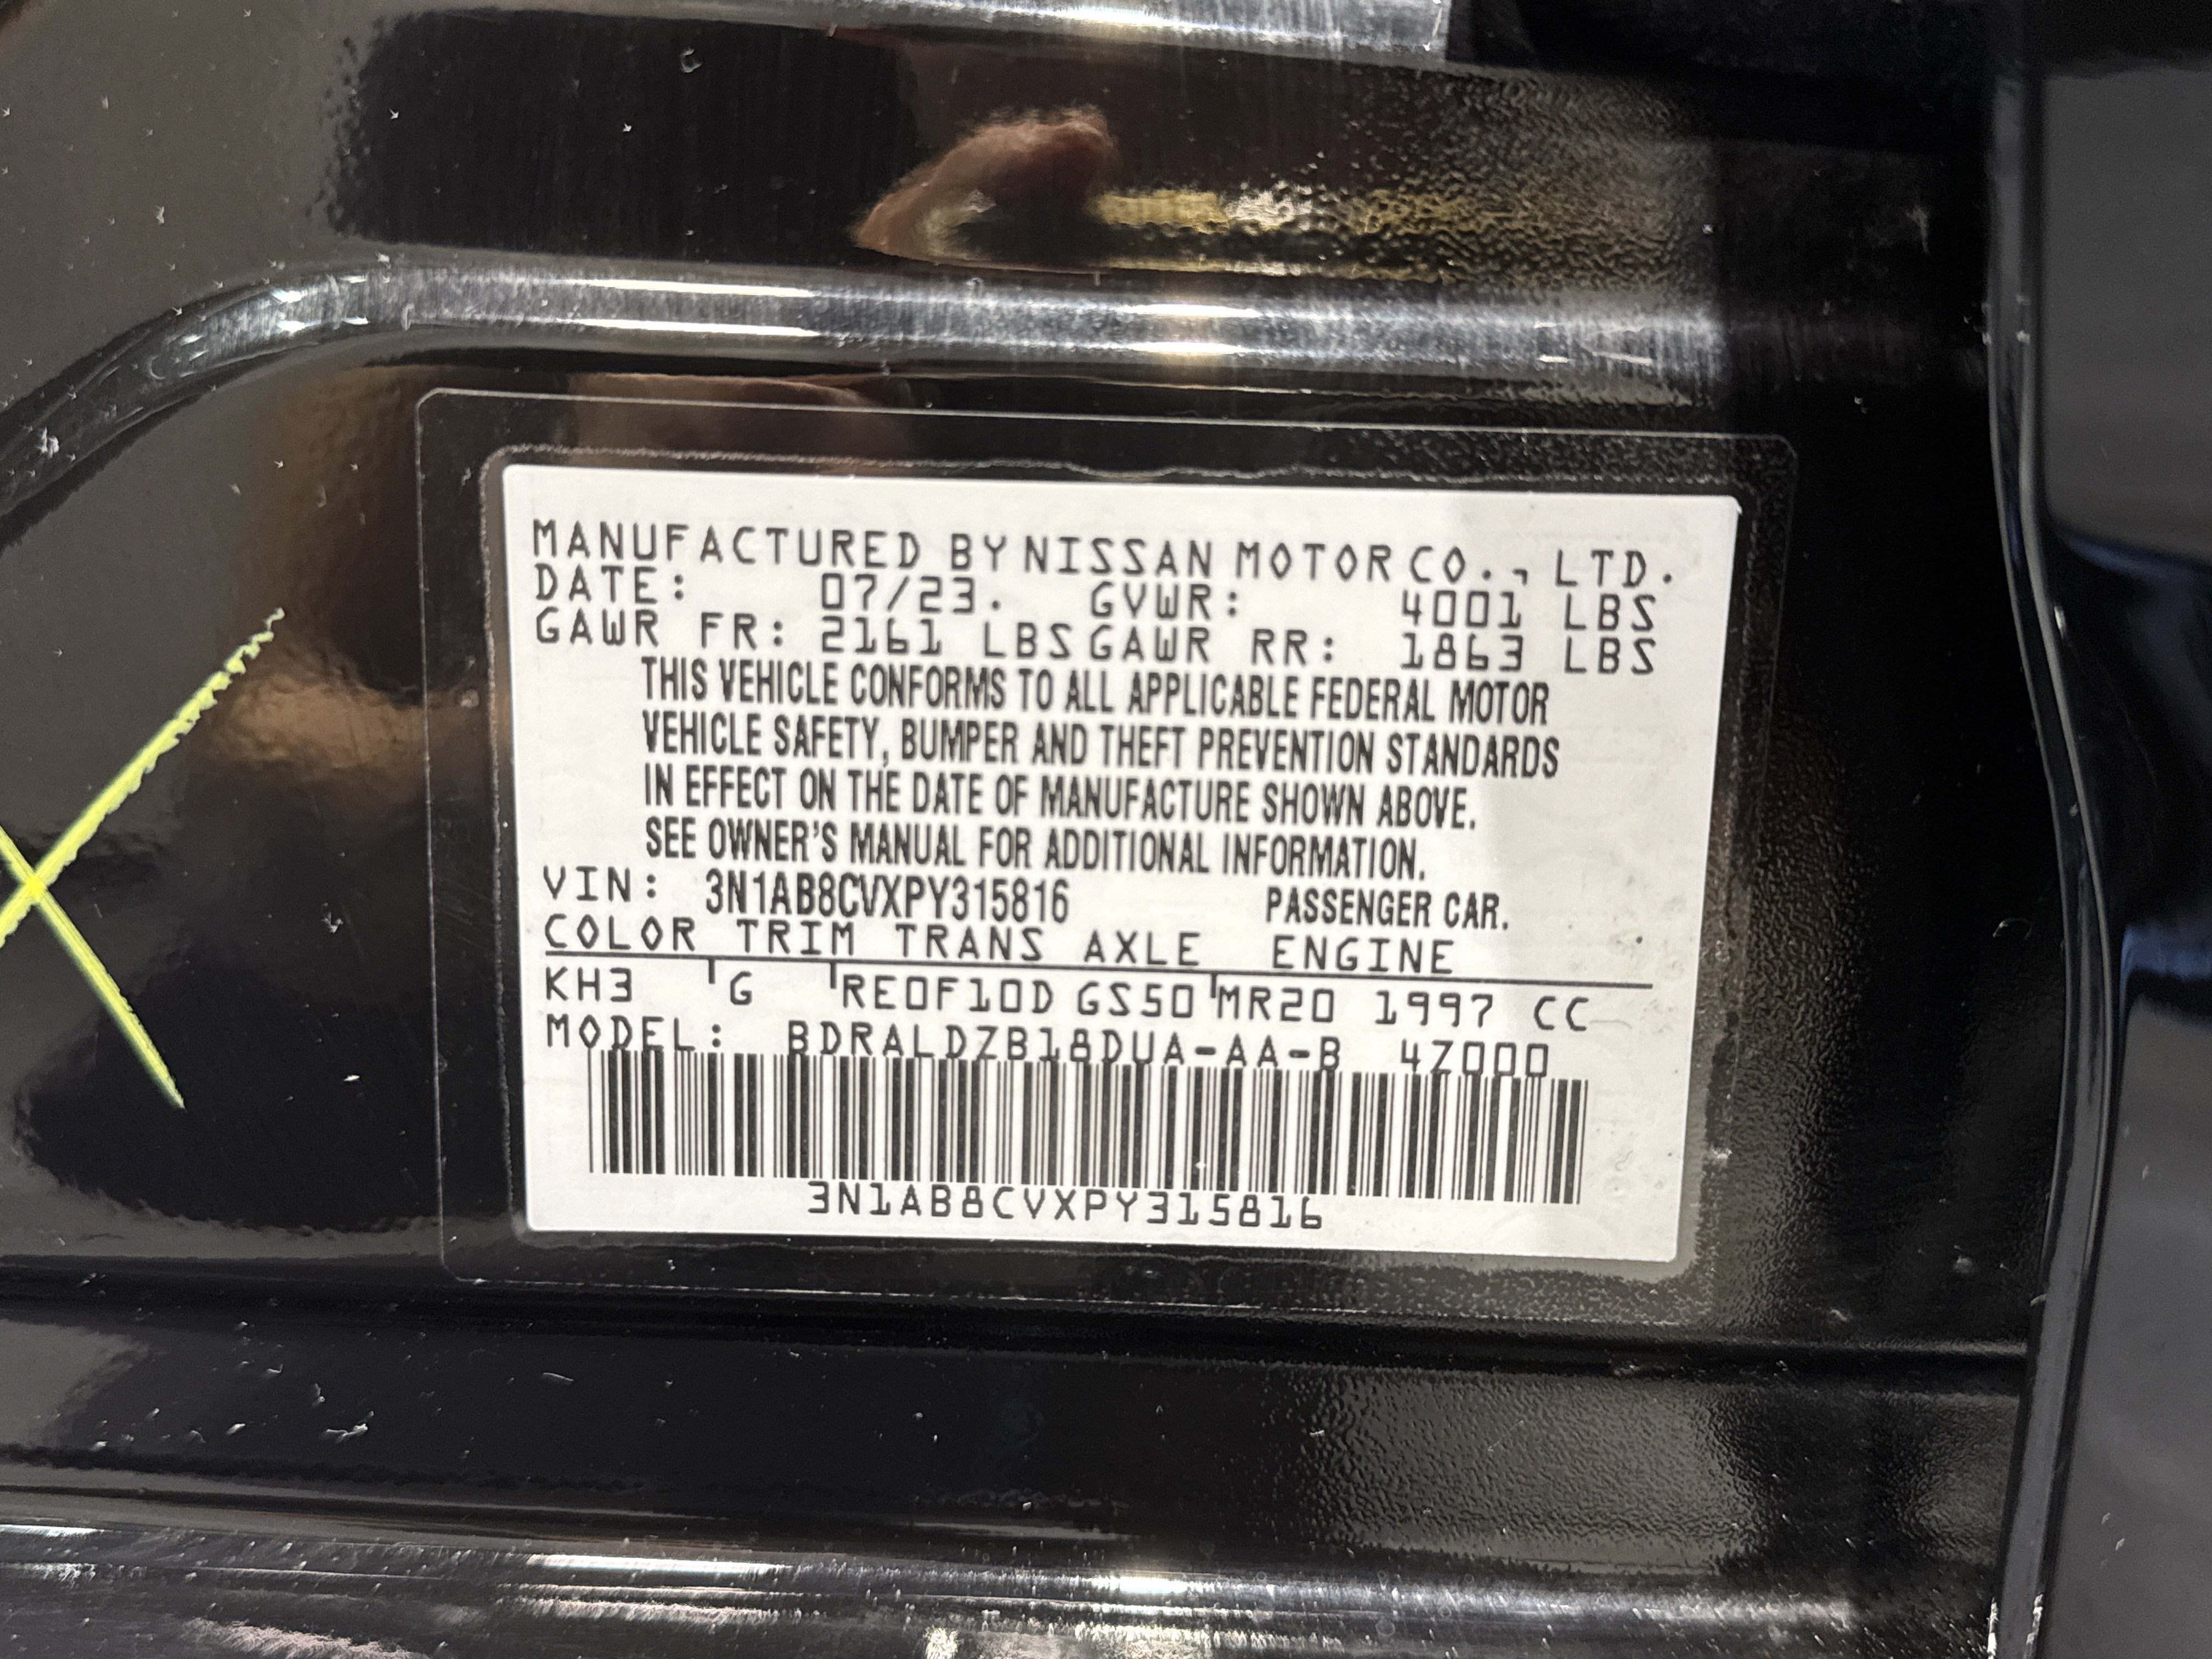 MANUFACTURED BY NISSAN MOTOR CO., LTD.
DATE: 07/23. GVWR: 4001 LBS
GAWR FR: 2161 LBS GAWR RR: 1863 LBS
THIS VEHICLE CONFORMS TO ALL APPLICABLE FEDERAL MOTOR
VEHICLE SAFETY, BUMPER AND THEFT PREVENTION STANDARDS
IN EFFECT ON THE DATE OF MANUFACTURE SHOWN ABOVE.
SEE OWNER'S MANUAL FOR ADDITIONAL INFORMATION.
VIN: 3N1AB8CVXPY315816 PASSENGER CAR.
COLOR TRIM TRANS AXLE ENGINE
KH3 G RE0F10D GS50 MR20 1997 CC
MODEL: BDRALDZB18DUA-AA-B 4Z000
3N1AB8CVXPY315816